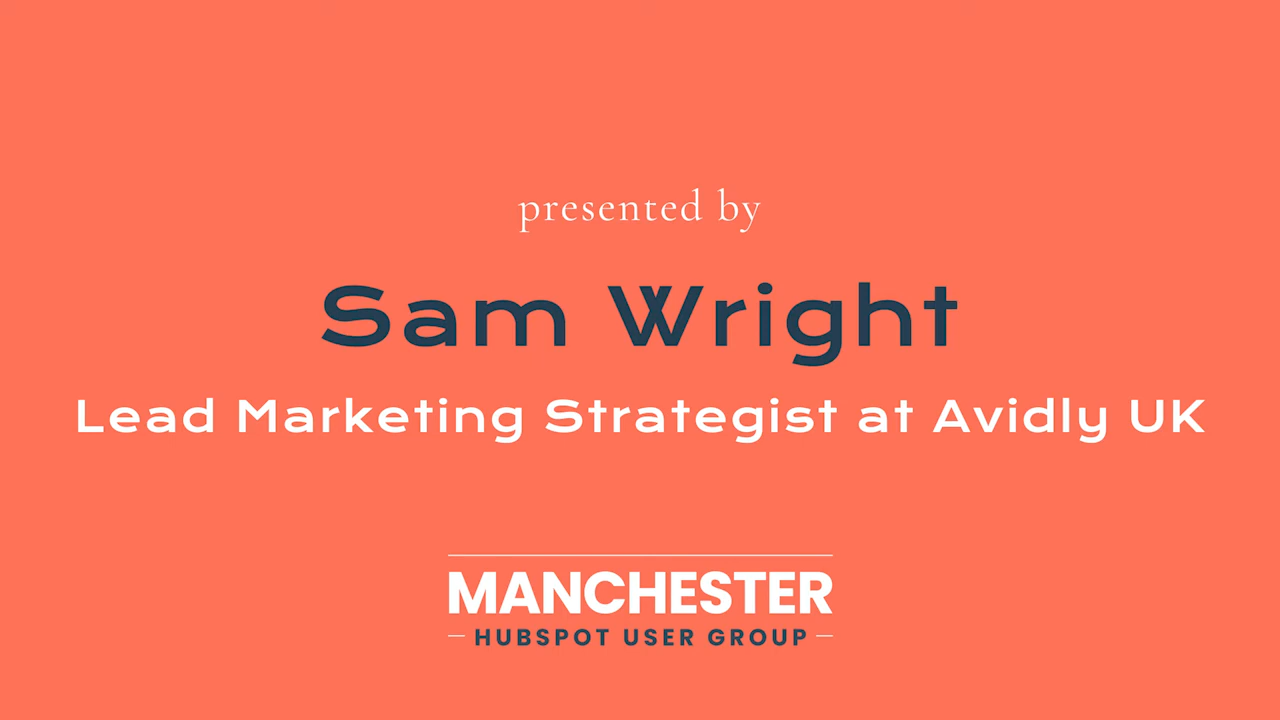 presented by
Sam Wright
Lead Marketing Strategist at Avidly UK
MANCHESTER
HUBSPOT USER GROUP